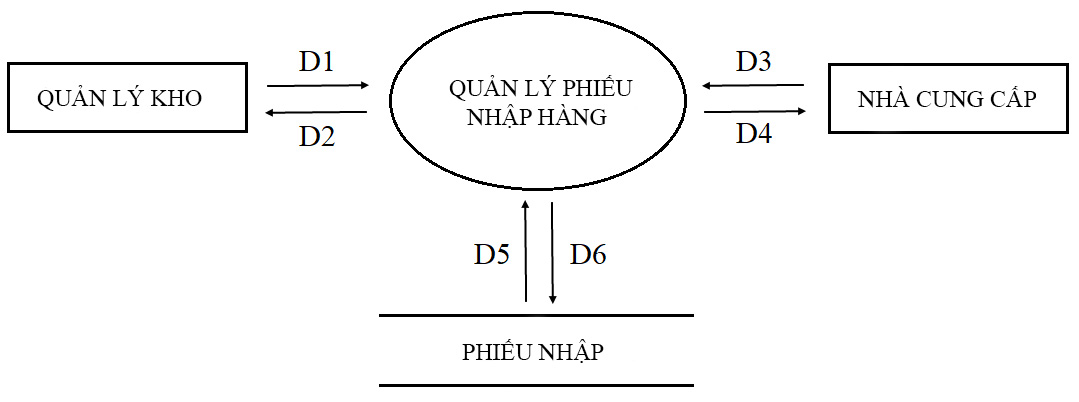 D1
D3
QUẢN LÝ KHO
QUẢN LÝ PHIẾU
NHẬP HÀNG
NHÀ CUNG CẤP
D2
D4
D5
D6
PHIẾU NHẬP